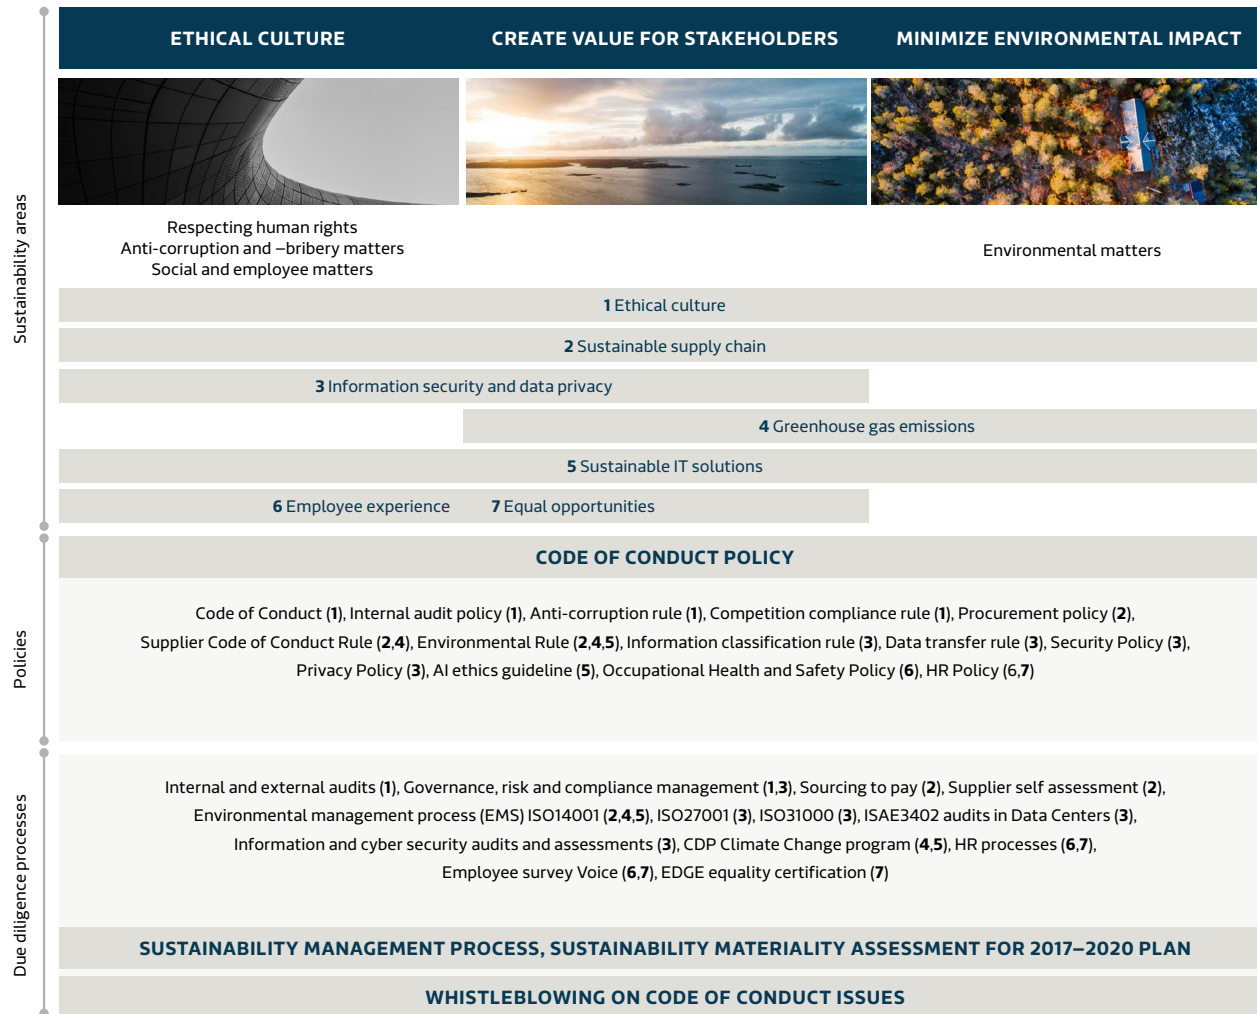 ETHICAL CULTURE
CREATE VALUE FOR STAKEHOLDERS
MINIMIZE ENVIRONMENTAL IMPACT
Sustainability areas
Respecting human rights
Anti-corruption and –bribery matters
Social and employee matters
Environmental matters
1 Ethical culture
2 Sustainable supply chain
3 Information security and data privacy
4 Greenhouse gas emissions
5 Sustainable IT solutions
6 Employee experience
7 Equal opportunities
Policies
CODE OF CONDUCT POLICY
Code of Conduct (1), Internal audit policy (1), Anti-corruption rule (1), Competition compliance rule (1), Procurement policy (2),
Supplier Code of Conduct Rule (2,4), Environmental Rule (2,4,5), Information classification rule (3), Data transfer rule (3), Security Policy (3),
Privacy Policy (3), AI ethics guideline (5), Occupational Health and Safety Policy (6), HR Policy (6,7)
Due diligence processes
Internal and external audits (1), Governance, risk and compliance management (1,3), Sourcing to pay (2), Supplier self assessment (2),
Environmental management process (EMS) ISO14001 (2,4,5), ISO27001 (3), ISO31000 (3), ISAE3402 audits in Data Centers (3),
Information and cyber security audits and assessments (3), CDP Climate Change program (4,5), HR processes (6,7),
Employee survey Voice (6,7), EDGE equality certification (7)
SUSTAINABILITY MANAGEMENT PROCESS, SUSTAINABILITY MATERIALITY ASSESSMENT FOR 2017–2020 PLAN
WHISTLEBLOWING ON CODE OF CONDUCT ISSUES